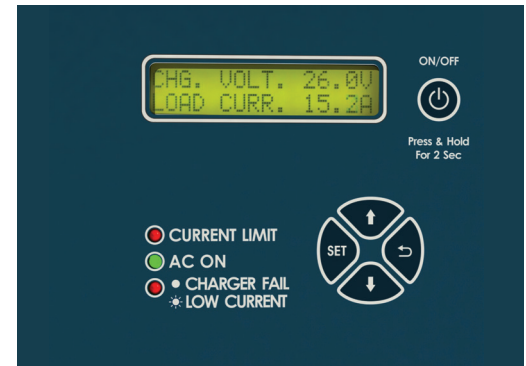 CHG. VOLT. 26.0V
LOAD CURR. 15.2A
ON/OFF
Press & Hold
For 2 Sec
CURRENT LIMIT
AC ON
CHARGER FAIL
LOW CURRENT
SET